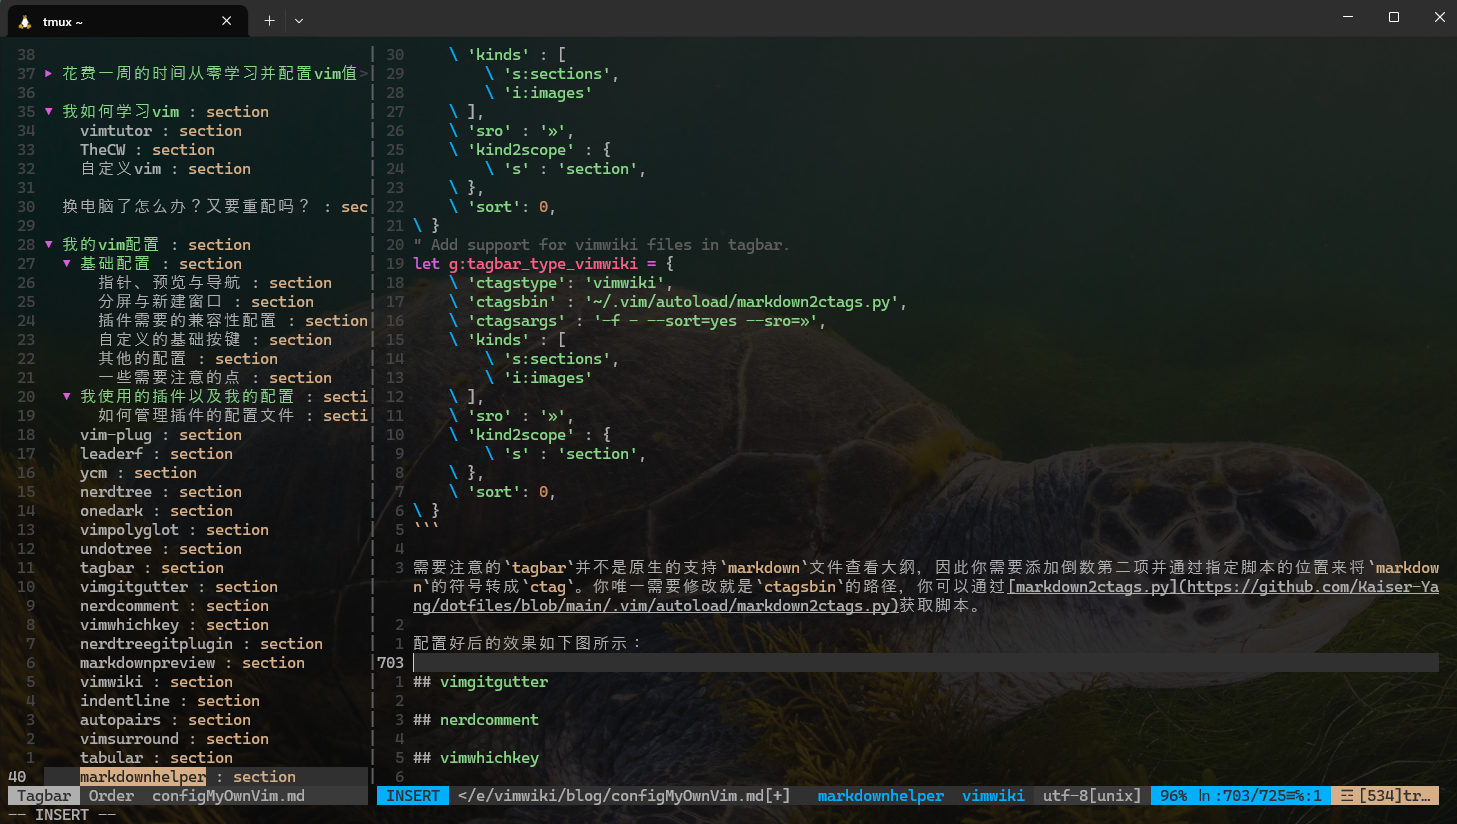 tmux ~
38
37 ▸ 花费一周的时间从零学习并配置vim值>
36
35 ▾ 我如何学习vim : section
34 vimtutor : section
33 TheCW : section
32 自定义vim : section
31
30 换电脑了怎么办？又要重配吗？ : sec
29
28 ▾ 我的vim配置 : section
27 ▾ 基础配置 : section
26 指针、预览与导航 : section
25 分屏与新建窗口 : section
24 插件需要的兼容性配置 : section
23 自定义的基础按键 : section
22 其他的配置 : section
21 一些需要注意的点 : section
20 ▾ 我使用的插件以及我的配置 : secti
19 如何管理插件的配置文件 : secti
18 vim-plug : section
17 leaderf : section
16 ycm : section
15 nerdtree : section
14 onedark : section
13 vimpolyglot : section
12 undotree : section
11 tagbar : section
10 vimgitgutter : section
9 nerdcomment : section
8 vimwhichkey : section
7 nerdtreegitplugin : section
6 markdownpreview : section
5 vimwiki : section
4 indentline : section
3 autopairs : section
2 vimsurround : section
1 tabular : section
40 markdownhelper : section
Tagbar Order configMyOwnVim.md
30 \ 'kinds' : [
29 \ 's:sections',
28 \ 'i:images'
27 \ ],
26 \ 'sro' : '»',
25 \ 'kind2scope' : {
24 \ 's' : 'section',
23 \ },
22 \ 'sort': 0,
21 \ }
20 " Add support for vimwiki files in tagbar.
19 let g:tagbar_type_vimwiki = {
18 \ 'ctagstype': 'vimwiki',
17 \ 'ctagsbin' : '~/.vim/autoload/markdown2ctags.py',
16 \ 'ctagsargs' : '-f - --sort=yes --sro=»',
15 \ 'kinds' : [
14 \ 's:sections',
13 \ 'i:images'
12 \ ],
11 \ 'sro' : '»',
10 \ 'kind2scope' : {
9 \ 's' : 'section',
8 \ },
7 \ 'sort': 0,
6 \ }
5 ```
4
3 需要注意的`tagbar`并不是原生的支持`markdown`文件查看大纲，因此你需要添加倒数第二项并通过指定脚本的位置来将`markdow
n`的符号转成`ctag`。你唯一需要修改就是`ctagsbin`的路径，你可以通过[markdown2ctags.py](https://github.com/Kaiser-Ya
ng/dotfiles/blob/main/.vim/autoload/markdown2ctags.py)获取脚本。
2
1 配置好后的效果如下图所示：
703
1 ## vimgitgutter
2
3 ## nerdcomment
4
5 ## vimwhichkey
6
INSERT </e/vimwiki/blog/configMyOwnVim.md[+] markdownhelper vimwiki utf-8[unix] 96% ㏑:703/725≡℅:1 ☲ [534]tr…
-- INSERT --